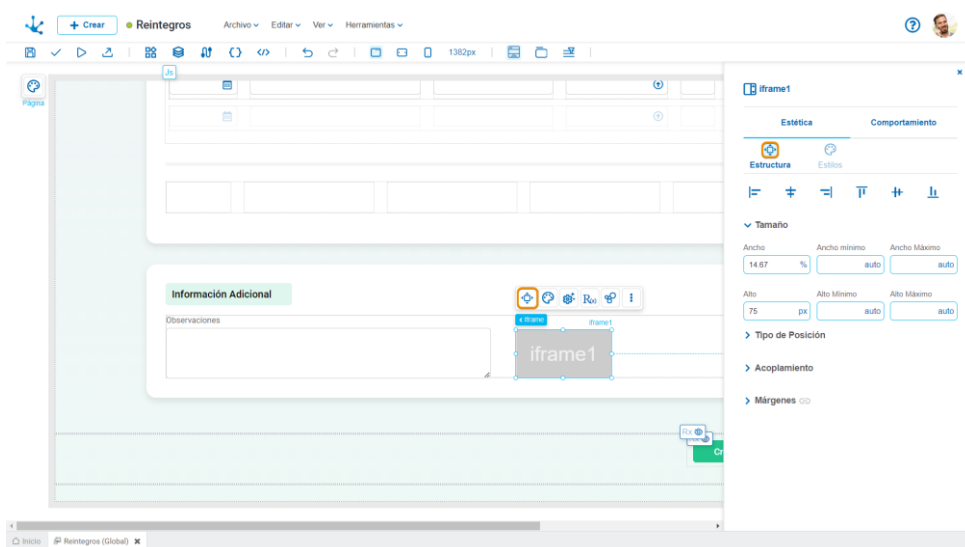 Crear
Reintegros
Archivo
Editar
Ver
Herramientas
1382px
Js
Página
iframe1
Estética
Comportamiento
Estructura
Estilos
Tamaño
Ancho
Ancho mínimo
Ancho Máximo
14.67 %
auto
auto
Alto
Alto Mínimo
Alto Máximo
75 px
auto
auto
Tipo de Posición
Acoplamiento
Márgenes
Información Adicional
R(x)
Observaciones
iframe
iframe1
iframe1
Rx
Cr
Inicio
Reintegros (Global)